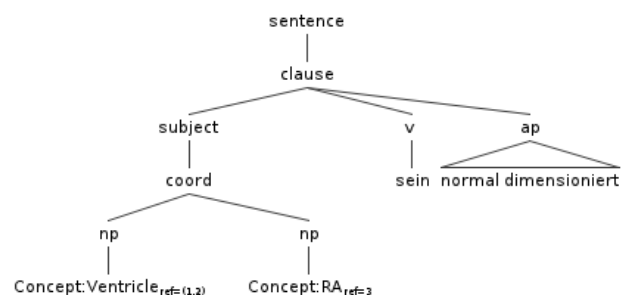 sentence
clause
subject v ap
coord sein normal dimensioniert
np np
Concept:Ventricle ref=(1,2) Concept:RA ref=3